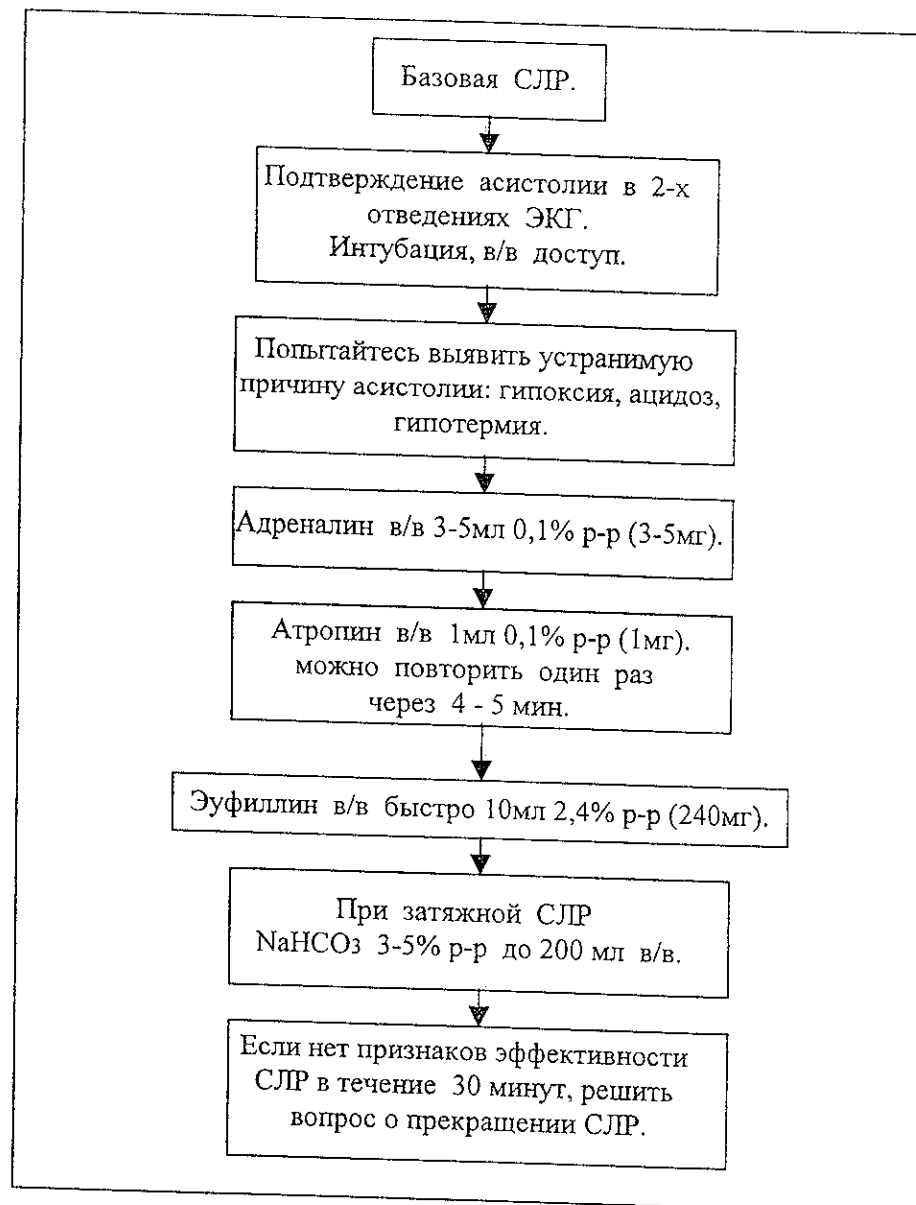 Базовая СЛР.
Подтверждение асистолии в 2-х
отведениях ЭКГ.
Интубация, в/в доступ.
Попытайтесь выявить устранимую
причину асистолии: гипоксия, ацидоз,
гипотермия.
Адреналин в/в 3-5мл 0,1% р-р (3-5мг).
Атропин в/в 1мл 0,1% р-р (1мг).
можно повторить один раз
через 4 - 5 мин.
Эуфиллин в/в быстро 10мл 2,4% р-р (240мг).
При затяжной СЛР
NaHCO3 3-5% р-р до 200 мл в/в.
Если нет признаков эффективности
СЛР в течение 30 минут, решить
вопрос о прекращении СЛР.